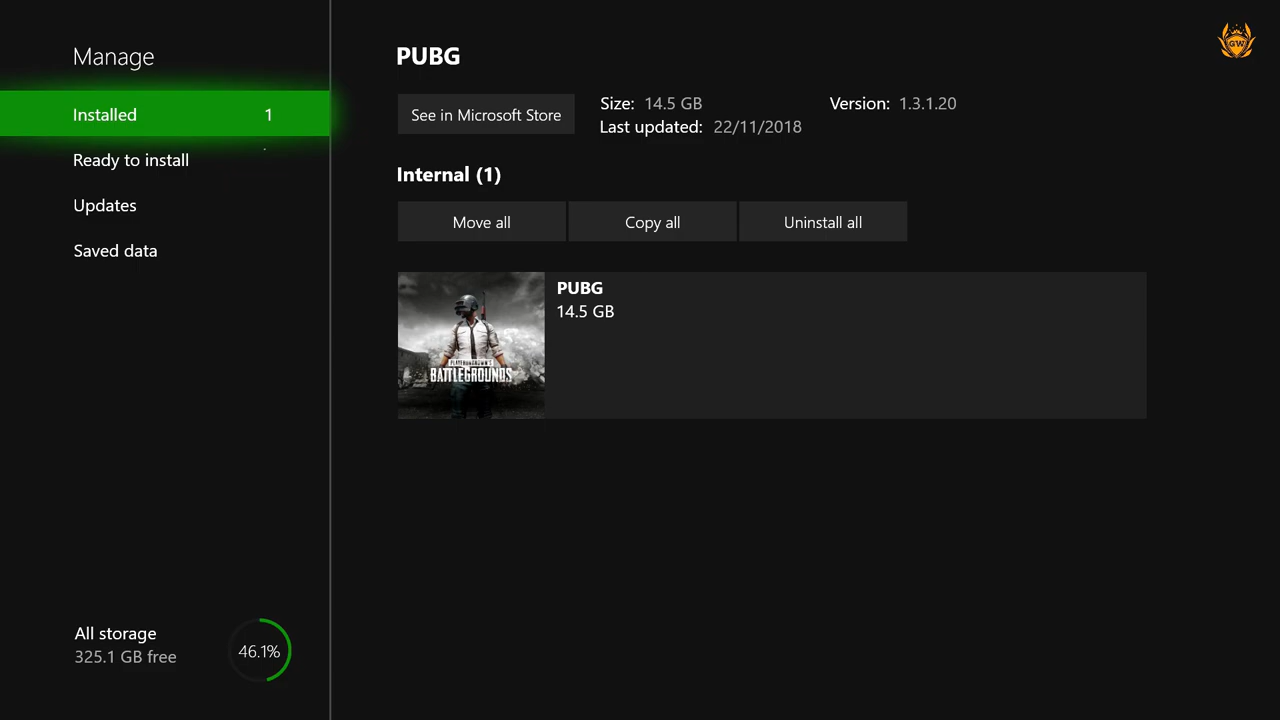 Manage
Installed 1
Ready to install
Updates
Saved data
All storage
325.1 GB free
46.1%
PUBG
See in Microsoft Store
Size: 14.5 GB
Version: 1.3.1.20
Last updated: 22/11/2018
Internal (1)
Move all
Copy all
Uninstall all
PLAYERUNKNOWN'S
BATTLEGROUNDS
PUBG
14.5 GB
GW